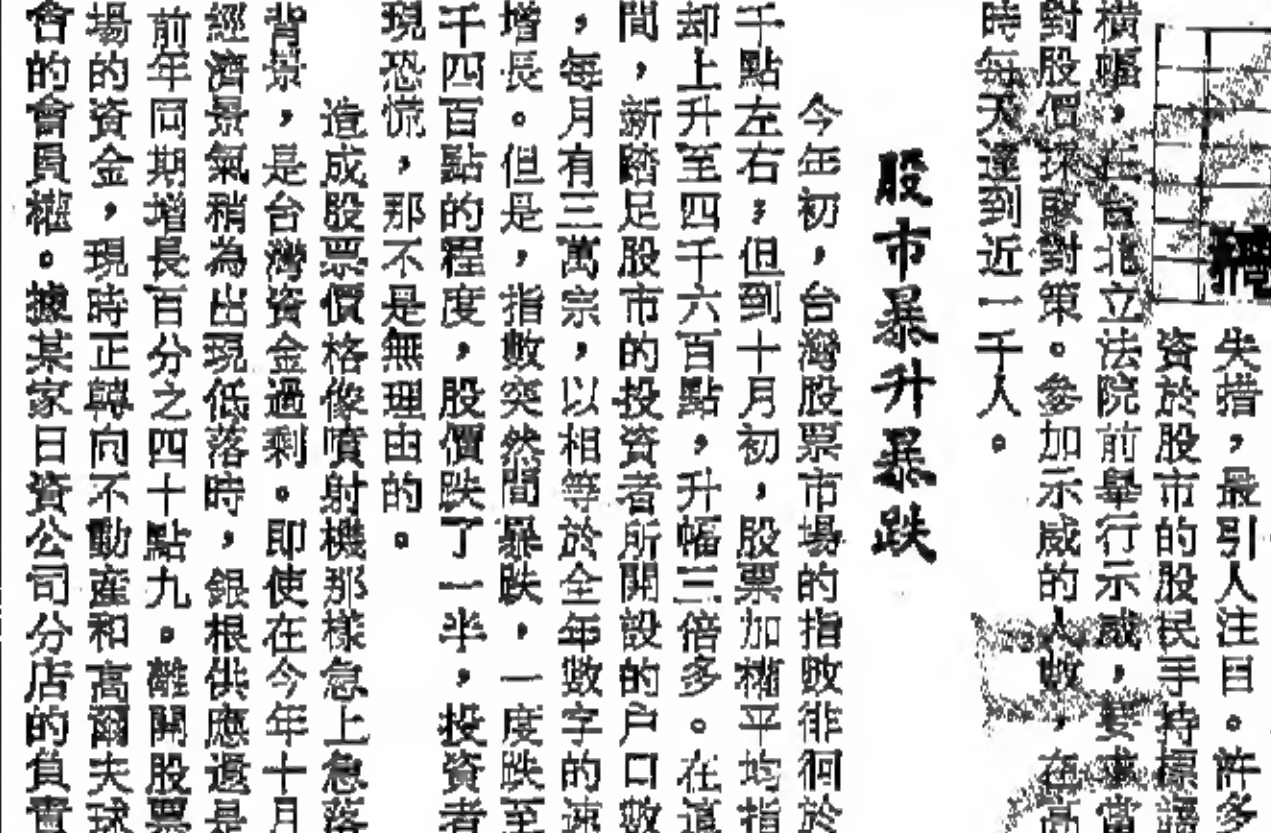 失措，最引人注目。許多
資於股市的股民手持標語
橫幅，在台北立法院前舉行示威，要求當
對股價採取對策。參加示威的人數，在高
時每天達到近一千人。
股市暴升暴跌
今年初，台灣股票市場的指數徘徊於
千點左右，但到十月初，股票加權平均指
却上升至四千六百點，升幅三倍多。在這
間，新踏足股市的投資者所開設的户口數
，每月有三萬宗，以相等於全年數字的速
增長。但是，指數突然間暴跌，一度跌至
千四百點的程度，股價跌了一半，投資者
現恐慌，那不是無理由的。
造成股票價格像噴射機那樣急上急落
背景，是台灣資金過剩。即使在今年十月
經濟景氣稍為出現低落時，銀根供應還是
前年同期增長百分之四十點九。離開股票
場的資金，現時正轉向不動產和高爾夫球
會的會員權。據某家日資公司分店的負責